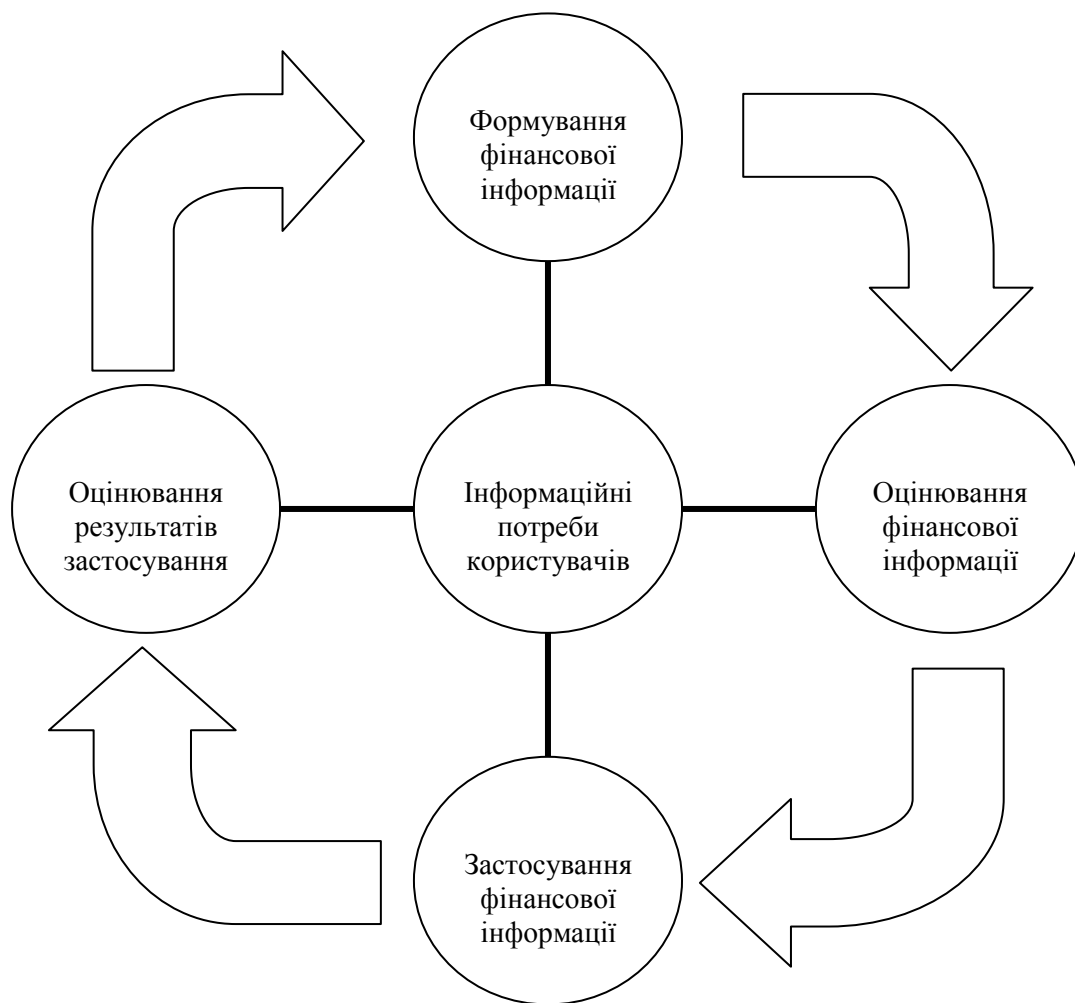 Формування
фінансової
інформації
Оцінювання
результатів
застосування
Інформаційні
потреби
користувачів
Оцінювання
фінансової
інформації
Застосування
фінансової
інформації